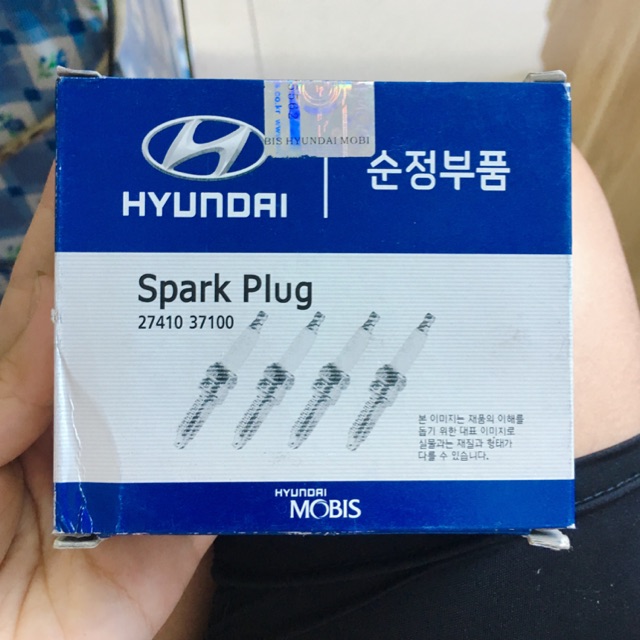 BIS HYUNDAI MOBI
HYUNDAI
순정부품
Spark Plug
27410 37100
본 이미지는 제품의 이해를
돕기 위한 대표 이미지로
실물과는 재질과 형태가
다를 수 있습니다.
HYUNDAI
MOBIS